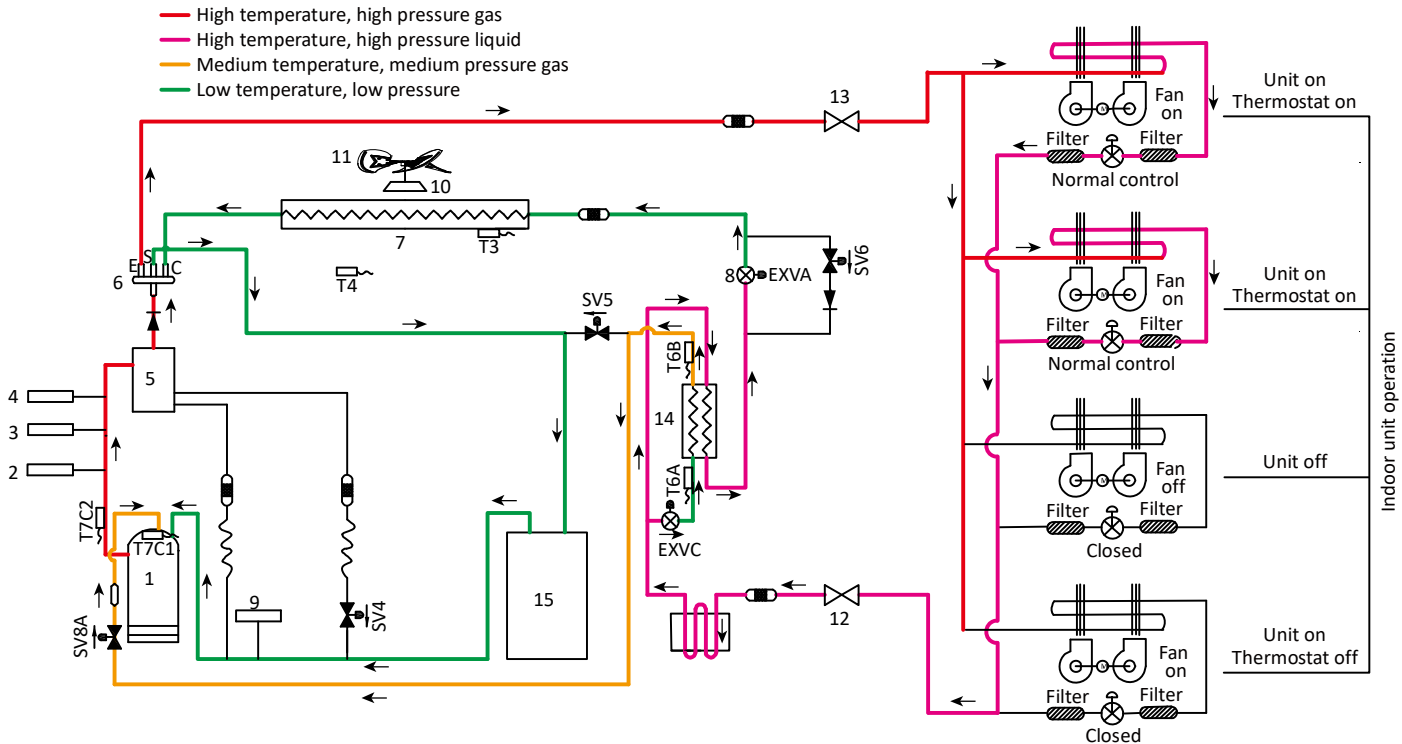 High temperature, high pressure gas
High temperature, high pressure liquid
Medium temperature, medium pressure gas
Low temperature, low pressure
13
Unit on
Thermostat on
M
Fan
on
Filter
Filter
Normal control
11
10
7
T3
T4
E
S
C
6
8
EXVA
SV6
SV5
Unit on
Thermostat on
M
Fan
on
Filter
Filter
Normal control
T6B
14
T6A
EXVC
5
4
3
2
T7C2
T7C1
1
SV8A
9
SV4
15
12
Unit off
M
Fan
off
Filter
Filter
Closed
Unit on
Thermostat off
M
Fan
on
Filter
Filter
Closed
Indoor unit operation